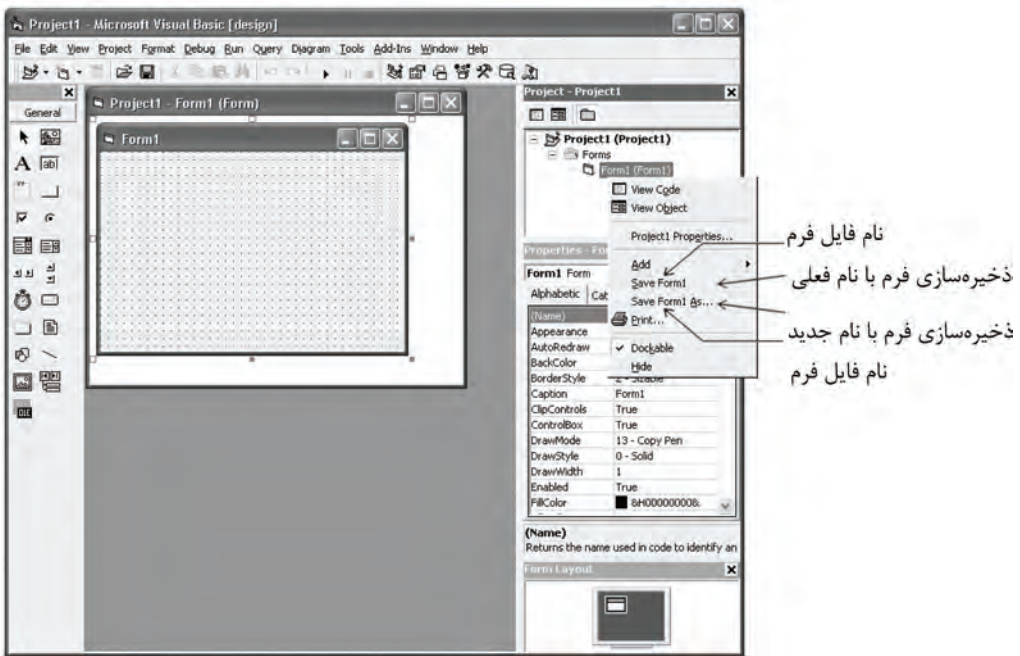 Project1 - Microsoft Visual Basic [design]
File Edit View Project Format Debug Run Query Diagram Tools Add-Ins Window Help
General
Project1 - Form1 (Form)
Form1
Project - Project1
Project1 (Project1)
Forms
Form1 (Form1)
View Code
View Object
Project1 Properties...
Add
Save Form1
Save Form1 As...
Print...
Dockable
Hide
نام فایل فرم
ذخیره‌سازی فرم با نام فعلی
ذخیره‌سازی فرم با نام جدید
نام فایل فرم
Properties - Fo
Form1 Form
Alphabetic Cat
(Name)
Appearance
AutoRedraw
BackColor
BorderStyle 2 - Sizable
Caption Form1
ClipControls True
ControlBox True
DrawMode 13 - Copy Pen
DrawStyle 0 - Solid
DrawWidth 1
Enabled True
FillColor &H00000000&
(Name)
Returns the name used in code to identify an
Form Layout
A
ab
OLE